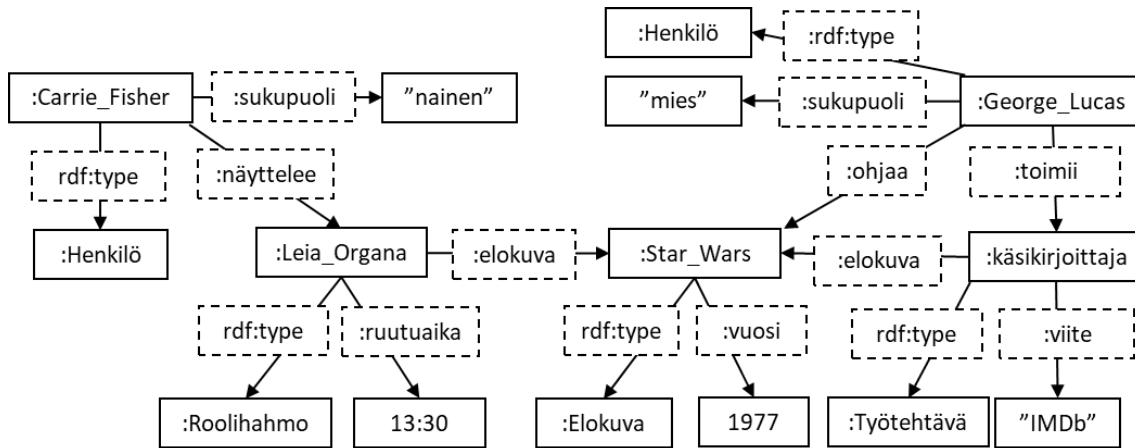 :Henkilö :rdf:type
:Carrie_Fisher :sukupuoli ”nainen” ”mies” :sukupuoli :George_Lucas
rdf:type :näyttelee :ohjaa :toimii
:Henkilö :Leia_Organa :elokuva :Star_Wars :elokuva :käsikirjoittaja
rdf:type :ruutuaika rdf:type :vuosi rdf:type :viite
:Roolihahmo 13:30 :Elokuva 1977 :Työtehtävä ”IMDb”